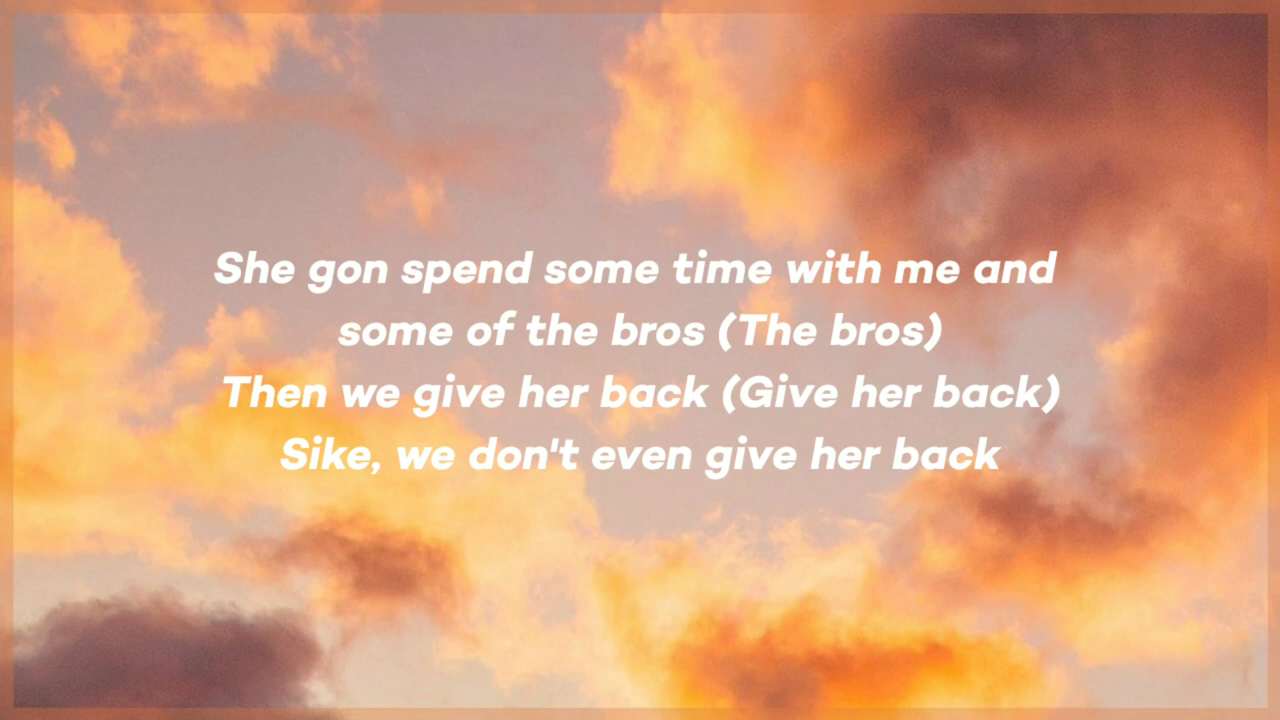 She gon spend some time with me and
some of the bros (The bros)
Then we give her back (Give her back)
Sike, we don't even give her back